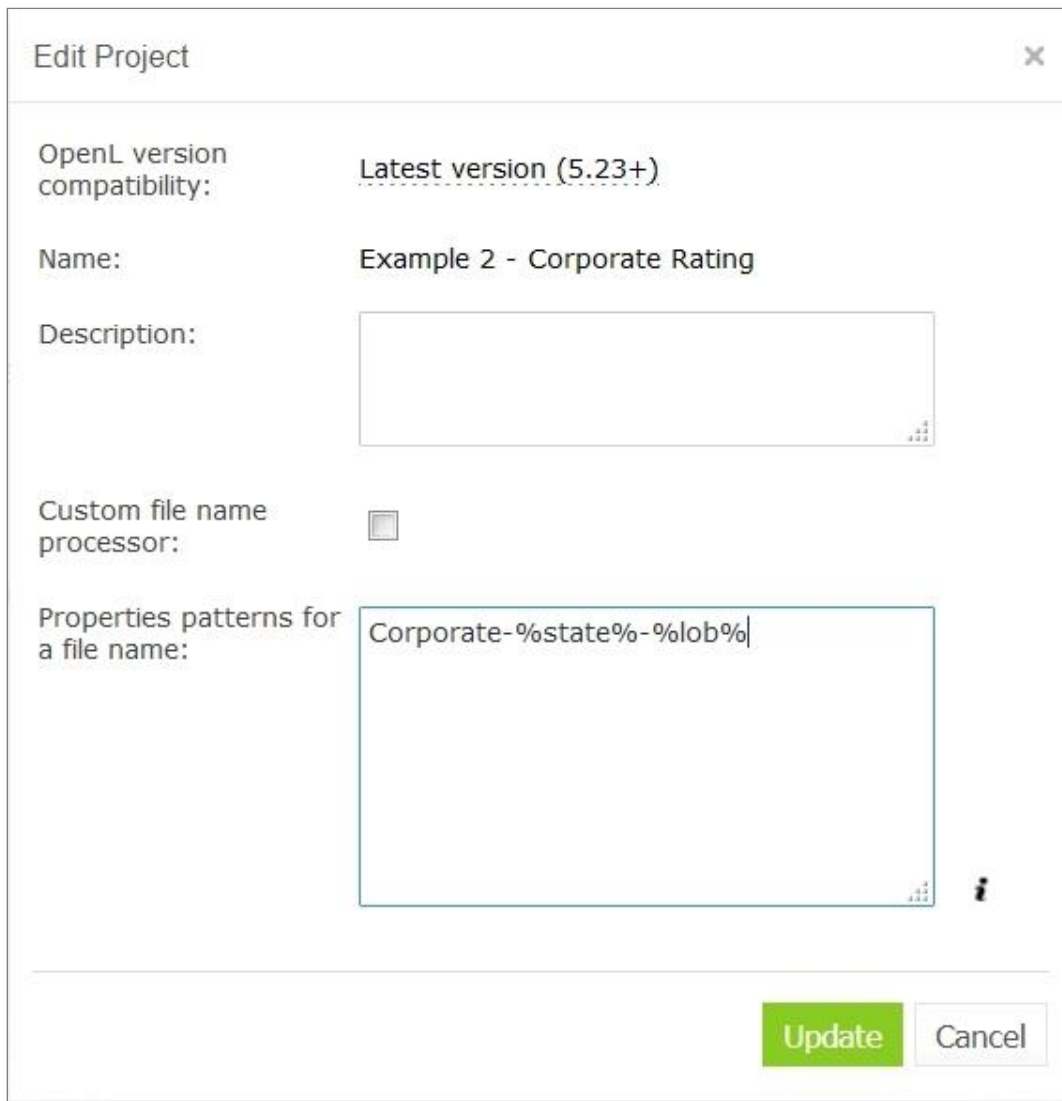 Edit Project
×
OpenL version
compatibility:
Latest version (5.23+)
Name:
Example 2 - Corporate Rating
Description:
Custom file name
processor:
Properties patterns for
a file name:
Corporate-%state%-%lob%
i
Update
Cancel